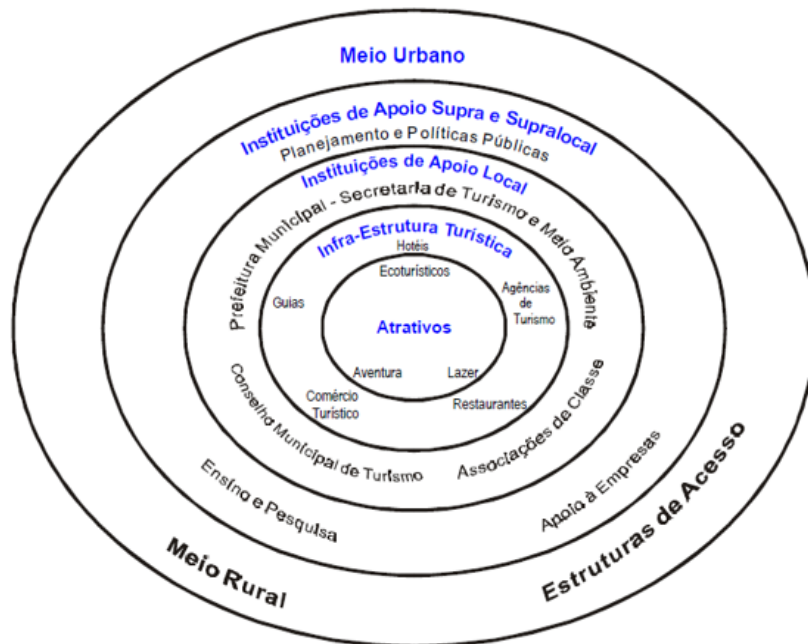 Meio Urbano
Instituições de Apoio Supra e Supralocal
Planejamento e Políticas Públicas
Instituições de Apoio Local
Prefeitura Municipal - Secretaria de Turismo e Meio Ambiente
Infra-Estrutura Turística
Hotéis
Ecoturísticos
Agências
de
Turismo
Guias
Atrativos
Aventura
Lazer
Comércio
Turístico
Restaurantes
Conselho Municipal de Turismo
Associações de Classe
Ensino e Pesquisa
Apoio à Empresas
Meio Rural
Estruturas de Acesso